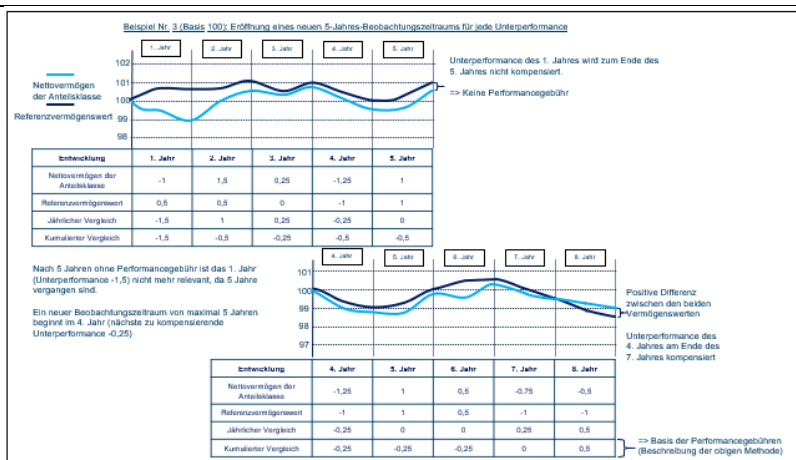 Beispiel Nr. 3 (Basis 100): Eröffnung eines neuen 5-Jahres-Beobachtungszeitraums für jede Unterperformance
1. Jahr 2. Jahr 3. Jahr 4. Jahr 5. Jahr
Nettovermögen
der Anteilsklasse
Referenzvermögenswert
102
101
100
99
98
Unterperformance des 1. Jahres wird zum Ende des
5. Jahres nicht kompensiert.
=> Keine Performancegebühr
Entwicklung 1. Jahr 2. Jahr 3. Jahr 4. Jahr 5. Jahr
Nettovermögen der
Anteilsklasse
-1 1,5 0,25 -1,25 1
Referenzvermögenswert 0,5 0,5 0 -1 1
Jährlicher Vergleich -1,5 1 0,25 -0,25 0
Kumulierter Vergleich -1,5 -0,5 -0,25 -0,5 -0,5
Nach 5 Jahren ohne Performancegebühr ist das 1. Jahr
(Unterperformance -1,5) nicht mehr relevant, da 5 Jahre
vergangen sind.
Ein neuer Beobachtungszeitraum von maximal 5 Jahren
beginnt im 4. Jahr (nächste zu kompensierende
Unterperformance -0,25)
4. Jahr 5. Jahr 6. Jahr 7. Jahr 8. Jahr
101
100
99
98
97
Positive Differenz
zwischen den beiden
Vermögenswerten
Unterperformance des
4. Jahres am Ende des
7. Jahres kompensiert
Entwicklung 4. Jahr 5. Jahr 6. Jahr 7. Jahr 8. Jahr
Nettovermögen der
Anteilsklasse
-1,25 1 0,5 -0.75 -0,5
Referenzvermögenswert -1 1 0,5 -1 -1
Jährlicher Vergleich -0,25 0 0 0,25 0,5
Kumulierter Vergleich -0,25 -0,25 -0,25 0 0,5
=> Basis der Performancegebühren
(Beschreibung der obigen Methode)